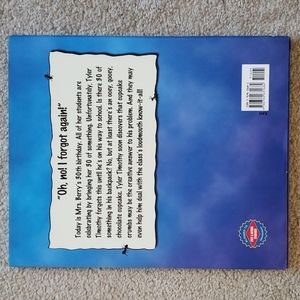 "Oh, no! I forgot again!"
Today is Mrs. Berry's 50th birthday. All of her students are
celebrating by bringing her 50 of something. Unfortunately, Tyler
Timothy forgets this until he's on his way to school. Is there 50 of
something in his backpack? No, but at least there's an ooey, gooey,
chocolate cupcake. Tyler Timothy soon discovers that cupcake
crumbs may be the creative answer to his problem. And they may
even help him deal with the class's loudmouth know-it-all!